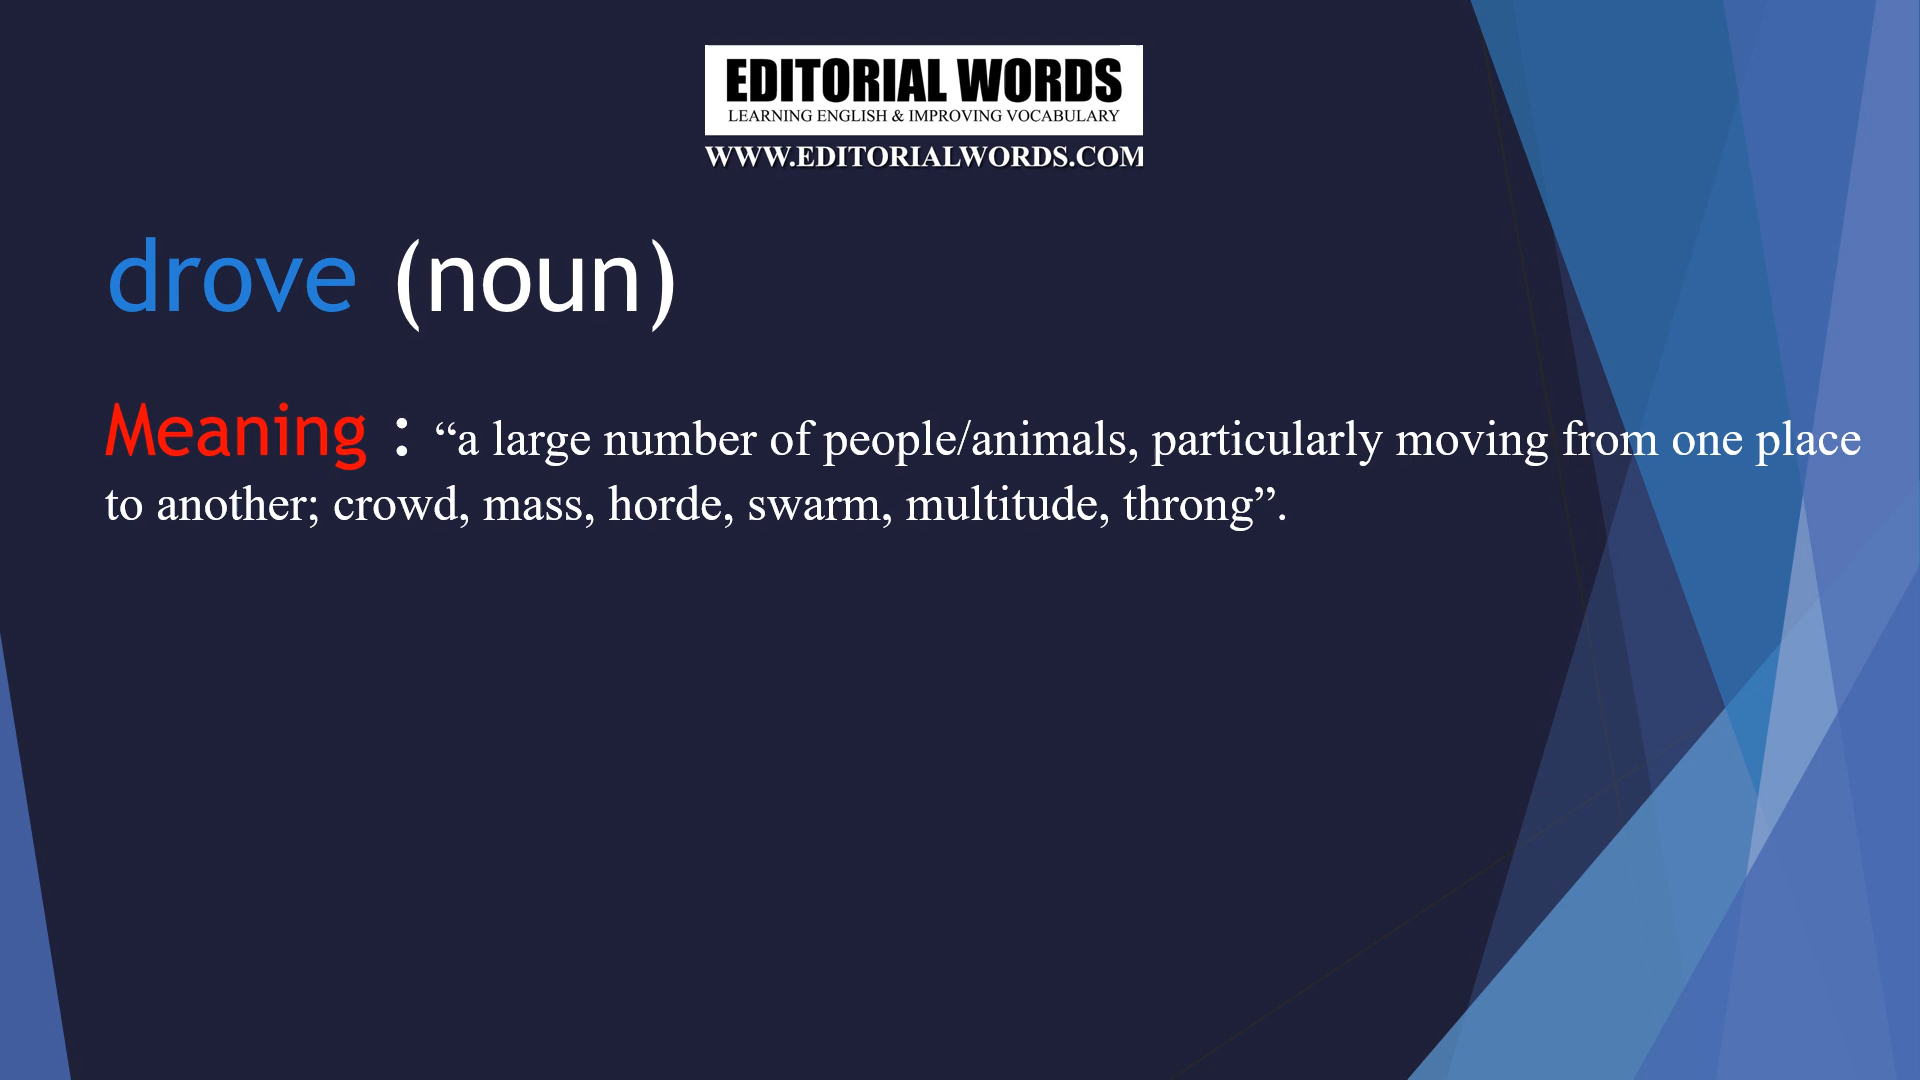 EDITORIAL WORDS
LEARNING ENGLISH & IMPROVING VOCABULARY
WWW.EDITORIALWORDS.COM
drove (noun)
Meaning : “a large number of people/animals, particularly moving from one place
to another; crowd, mass, horde, swarm, multitude, throng”.